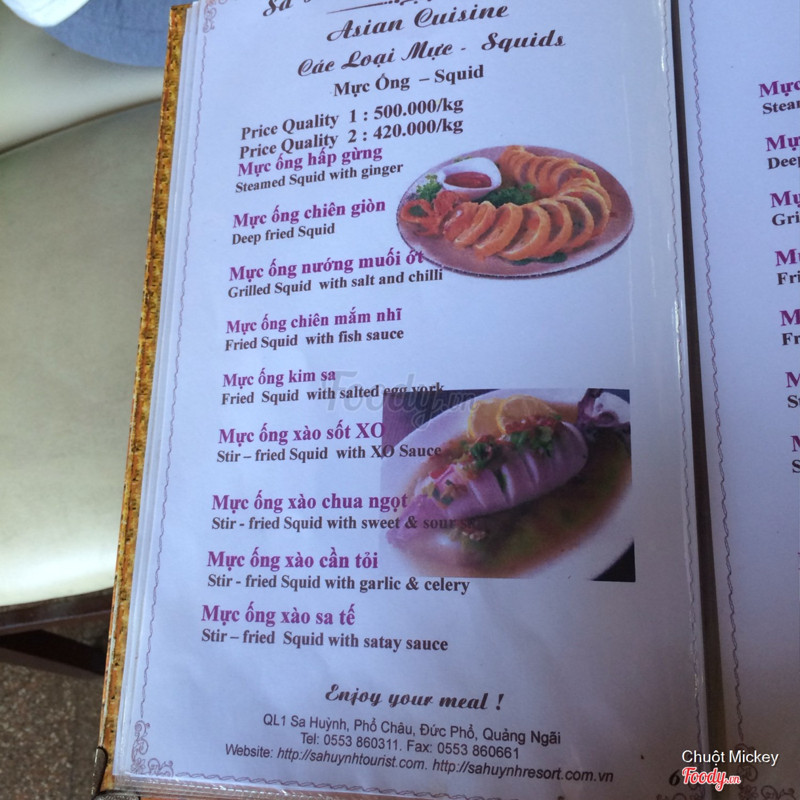 Asian Cuisine
Các Loại Mực - Squids
Mực Ống – Squid
Price Quality 1 : 500.000/kg
Price Quality 2 : 420.000/kg
Mực ống hấp gừng
Steamed Squid with ginger
Mực ống chiên giòn
Deep fried Squid
Mực ống nướng muối ớt
Grilled Squid with salt and chilli
Mực ống chiên mắm nhĩ
Fried Squid with fish sauce
Mực ống kim sa
Fried Squid with salted egg york
Mực ống xào sốt XO
Stir – fried Squid with XO Sauce
Mực ống xào chua ngọt
Stir - fried Squid with sweet & sour
Mực ống xào cần tỏi
Stir - fried Squid with garlic & celery
Mực ống xào sa tế
Stir – fried Squid with satay sauce
Enjoy your meal !
QL1 Sa Huỳnh, Phổ Châu, Đức Phổ, Quảng Ngãi
Tel: 0553 860311. Fax: 0553 860661
Website: http://sahuynhtourist.com. http://sahuynhresort.com.vn
Mực
Steam
Deep
Gri
Fri
Foody.vn
Chuột Mickey
Foody.vn